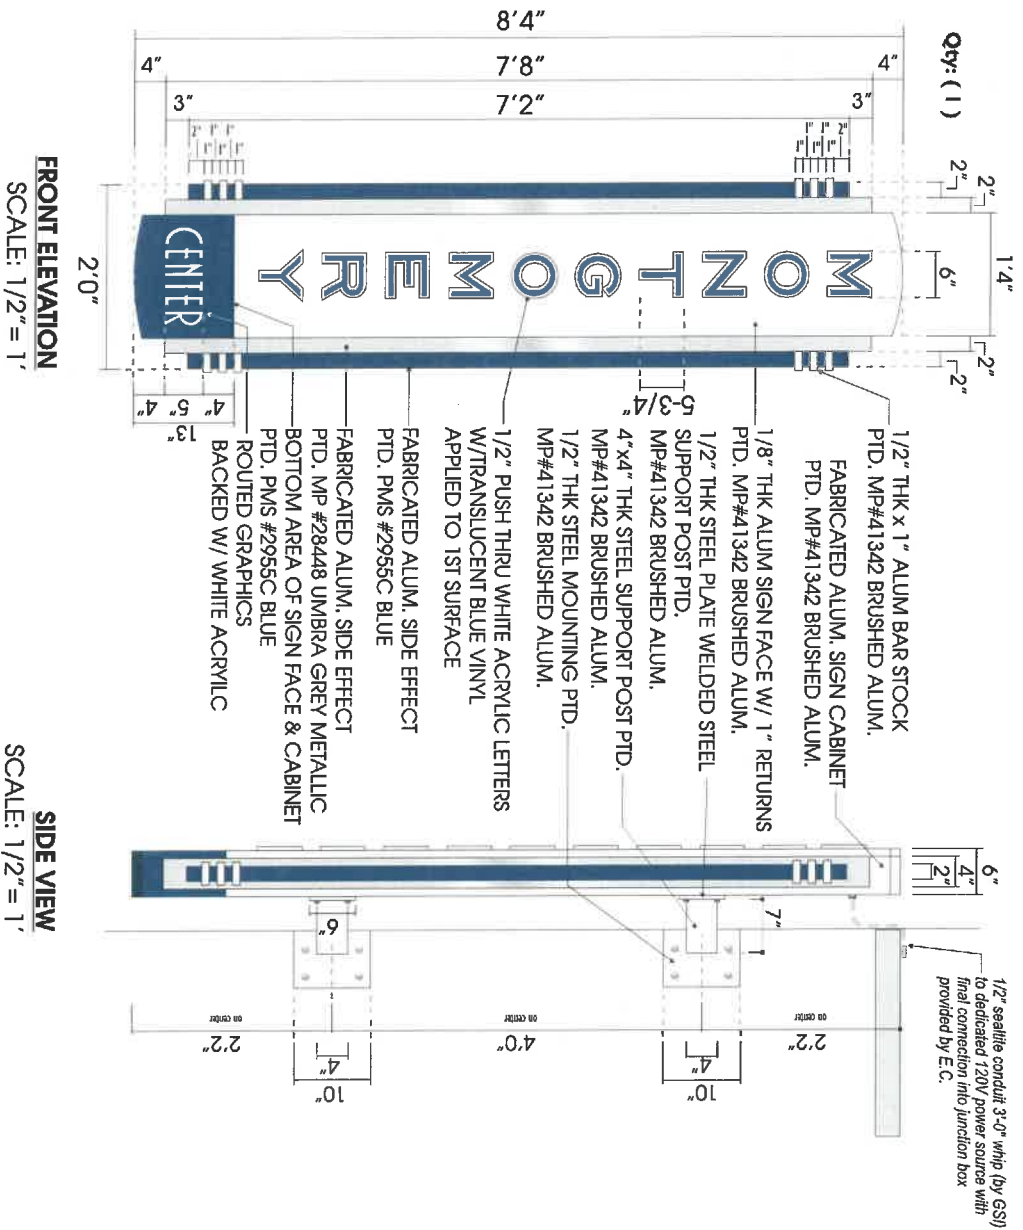 Qty: ( 1 )
8'4"
4"
7'8"
4"
3"
7'2"
3"
2"
1"
1"
1"
1"
1"
2"
1"
1"
1"
1"
1"
2"
2"
1'4"
6"
2"
2"
MONTGOMERY
CENTER
5-3/4"
2'0"
4"
5"
4"
13"
FRONT ELEVATION
SCALE: 1/2" = 1'
1/2" THK x 1" ALUM BAR STOCK
PTD. MP#41342 BRUSHED ALUM.
FABRICATED ALUM. SIGN CABINET
PTD. MP#41342 BRUSHED ALUM.
1/8" THK ALUM SIGN FACE W/ 1" RETURNS
PTD. MP#41342 BRUSHED ALUM.
1/2" THK STEEL PLATE WELDED STEEL
SUPPORT POST PTD.
MP#41342 BRUSHED ALUM.
4"x4" THK STEEL SUPPORT POST PTD.
MP#41342 BRUSHED ALUM.
1/2" THK STEEL MOUNTING PTD.
MP#41342 BRUSHED ALUM.
1/2" PUSH THRU WHITE ACRYLIC LETTERS
W/TRANSLUCENT BLUE VINYL
APPLIED TO 1ST SURFACE
FABRICATED ALUM. SIDE EFFECT
PTD. PMS #2955C BLUE
FABRICATED ALUM. SIDE EFFECT
PTD. MP #28448 UMBRA GREY METALLIC
BOTTOM AREA OF SIGN FACE & CABINET
PTD. PMS #2955C BLUE
ROUTED GRAPHICS
BACKED W/ WHITE ACRYILC
6"
4"
2"
7"
6"
1/2" sealtite conduit 3'-0" whip (by GSI)
to dedicated 120V power source with
final connection into junction box
provided by E.C.
2'2"
on center
4"
10"
4'0"
on center
4"
10"
2'2"
on center
SIDE VIEW
SCALE: 1/2" = 1'